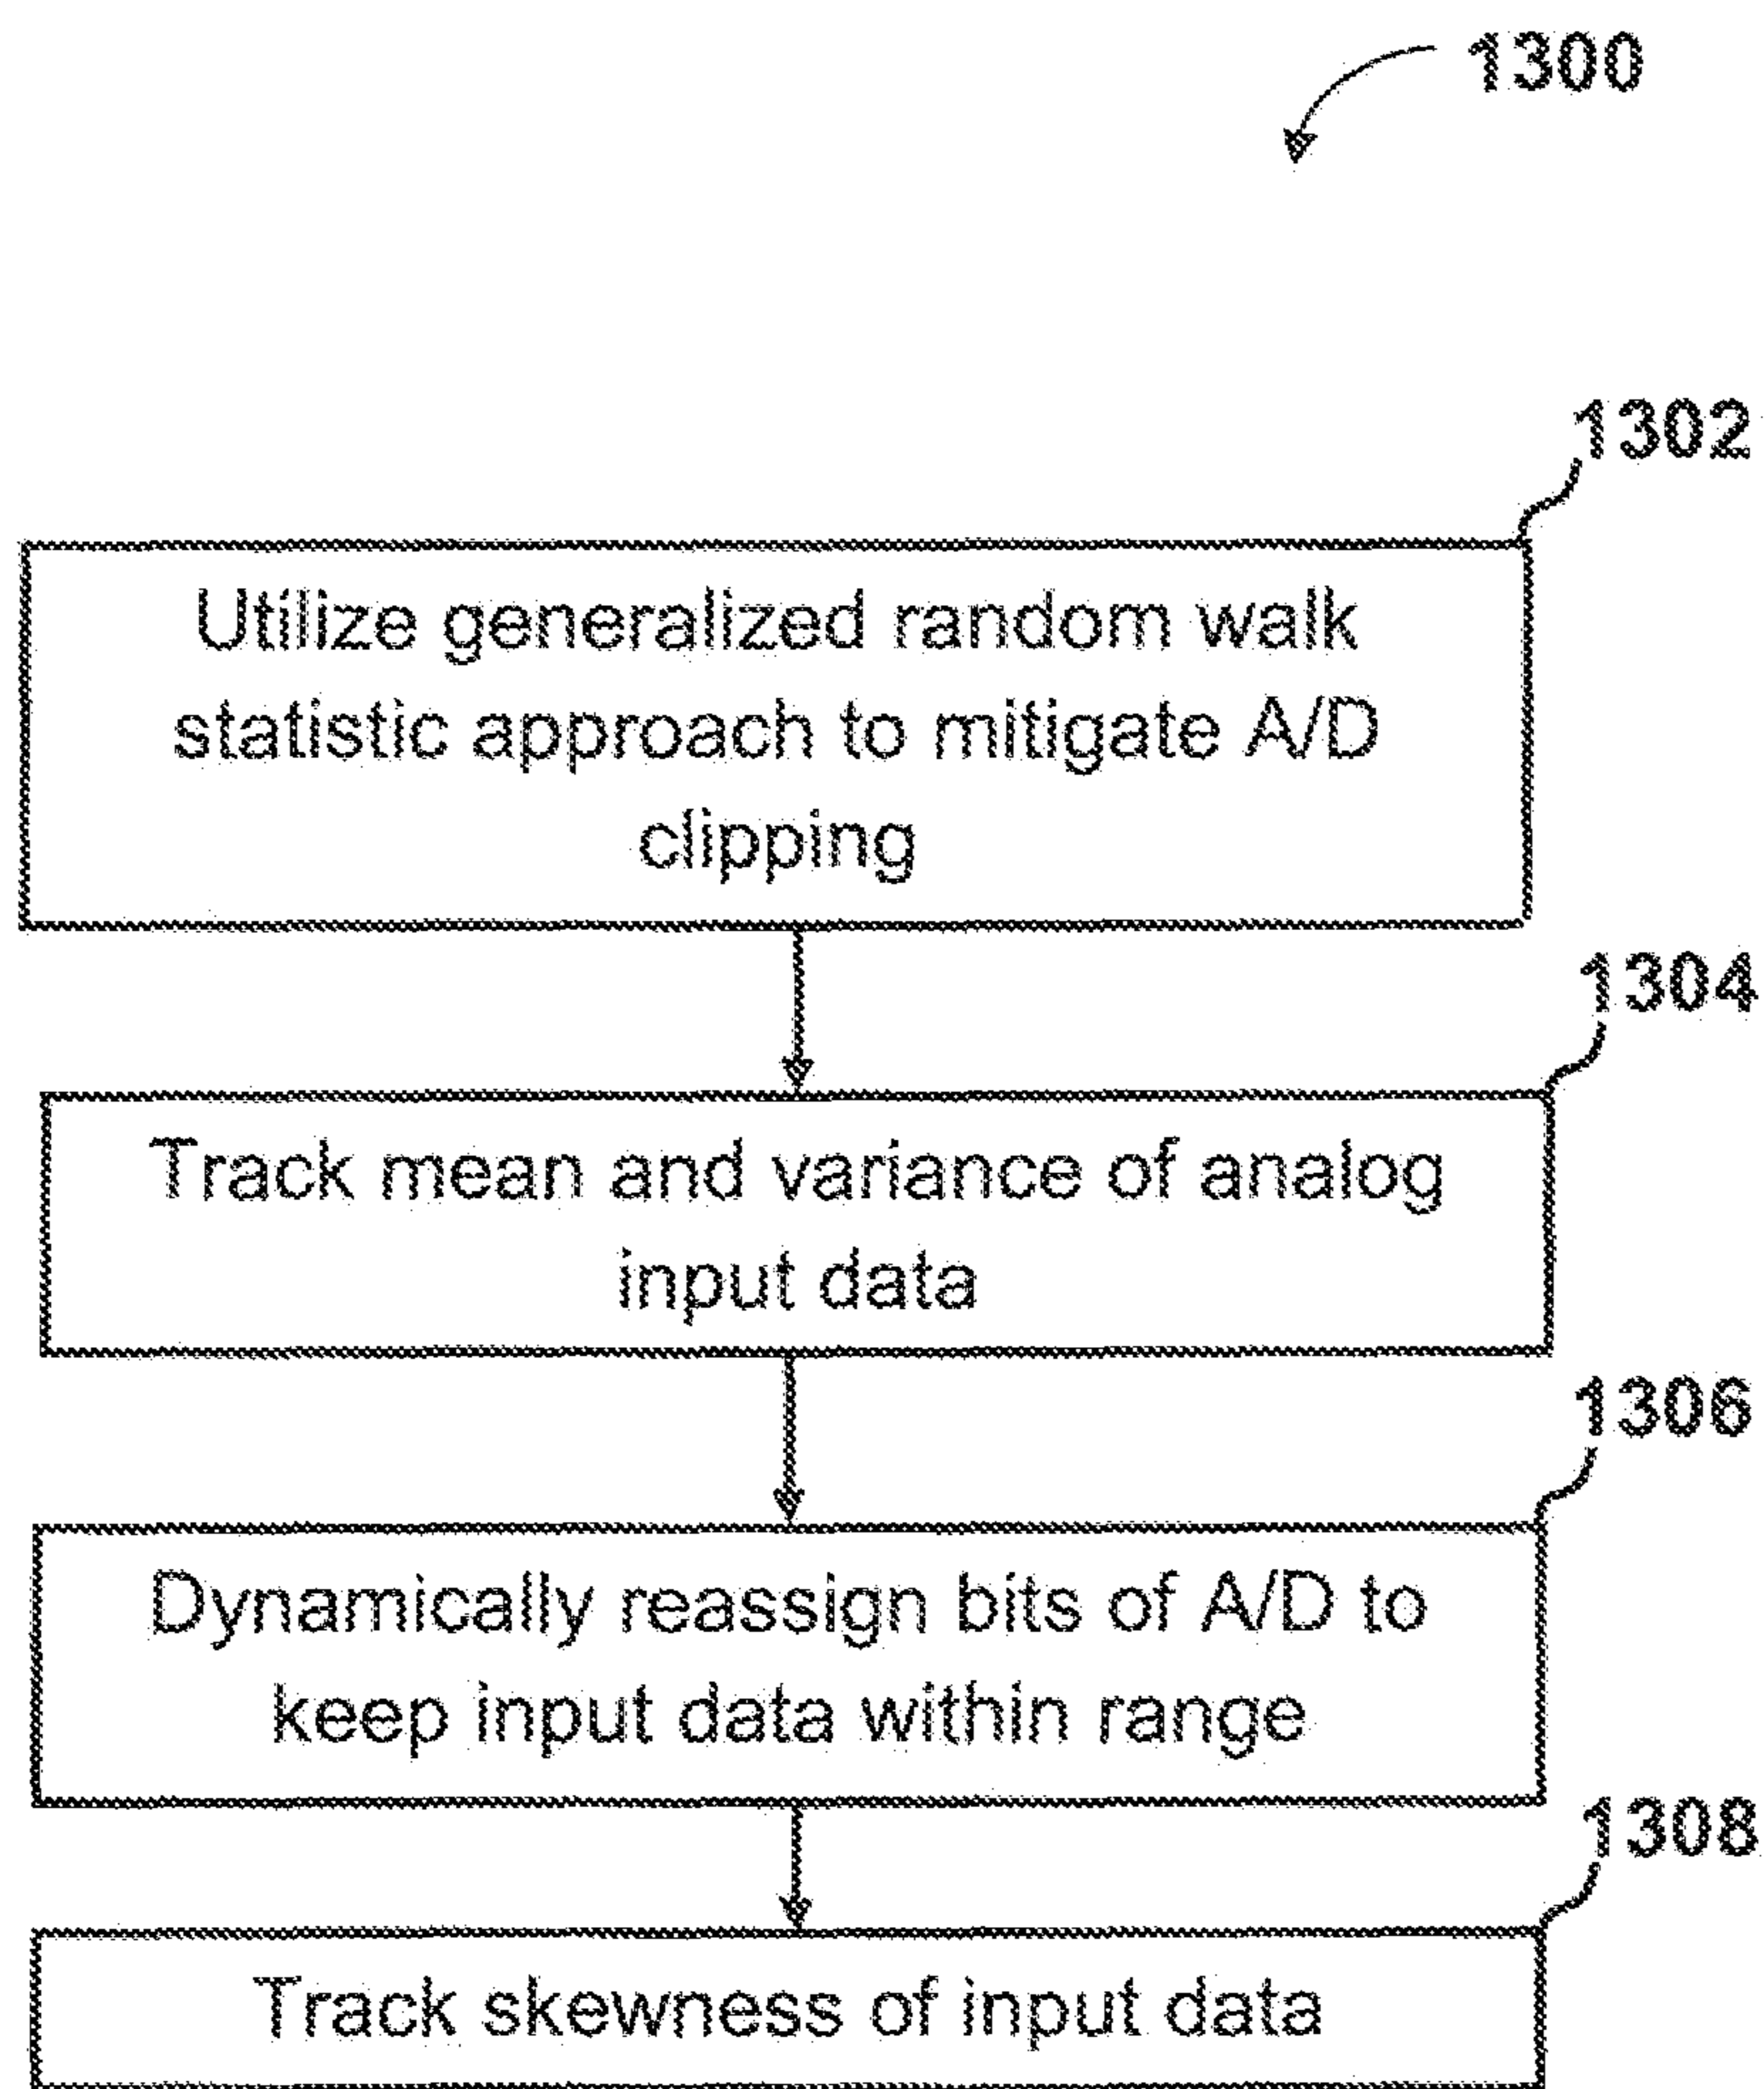 1300
1302
Utilize generalized random walk
statistic approach to mitigate A/D
clipping
1304
Track mean and variance of analog
input data
1306
Dynamically reassign bits of A/D to
keep input data within range
1308
Track skewness of input data